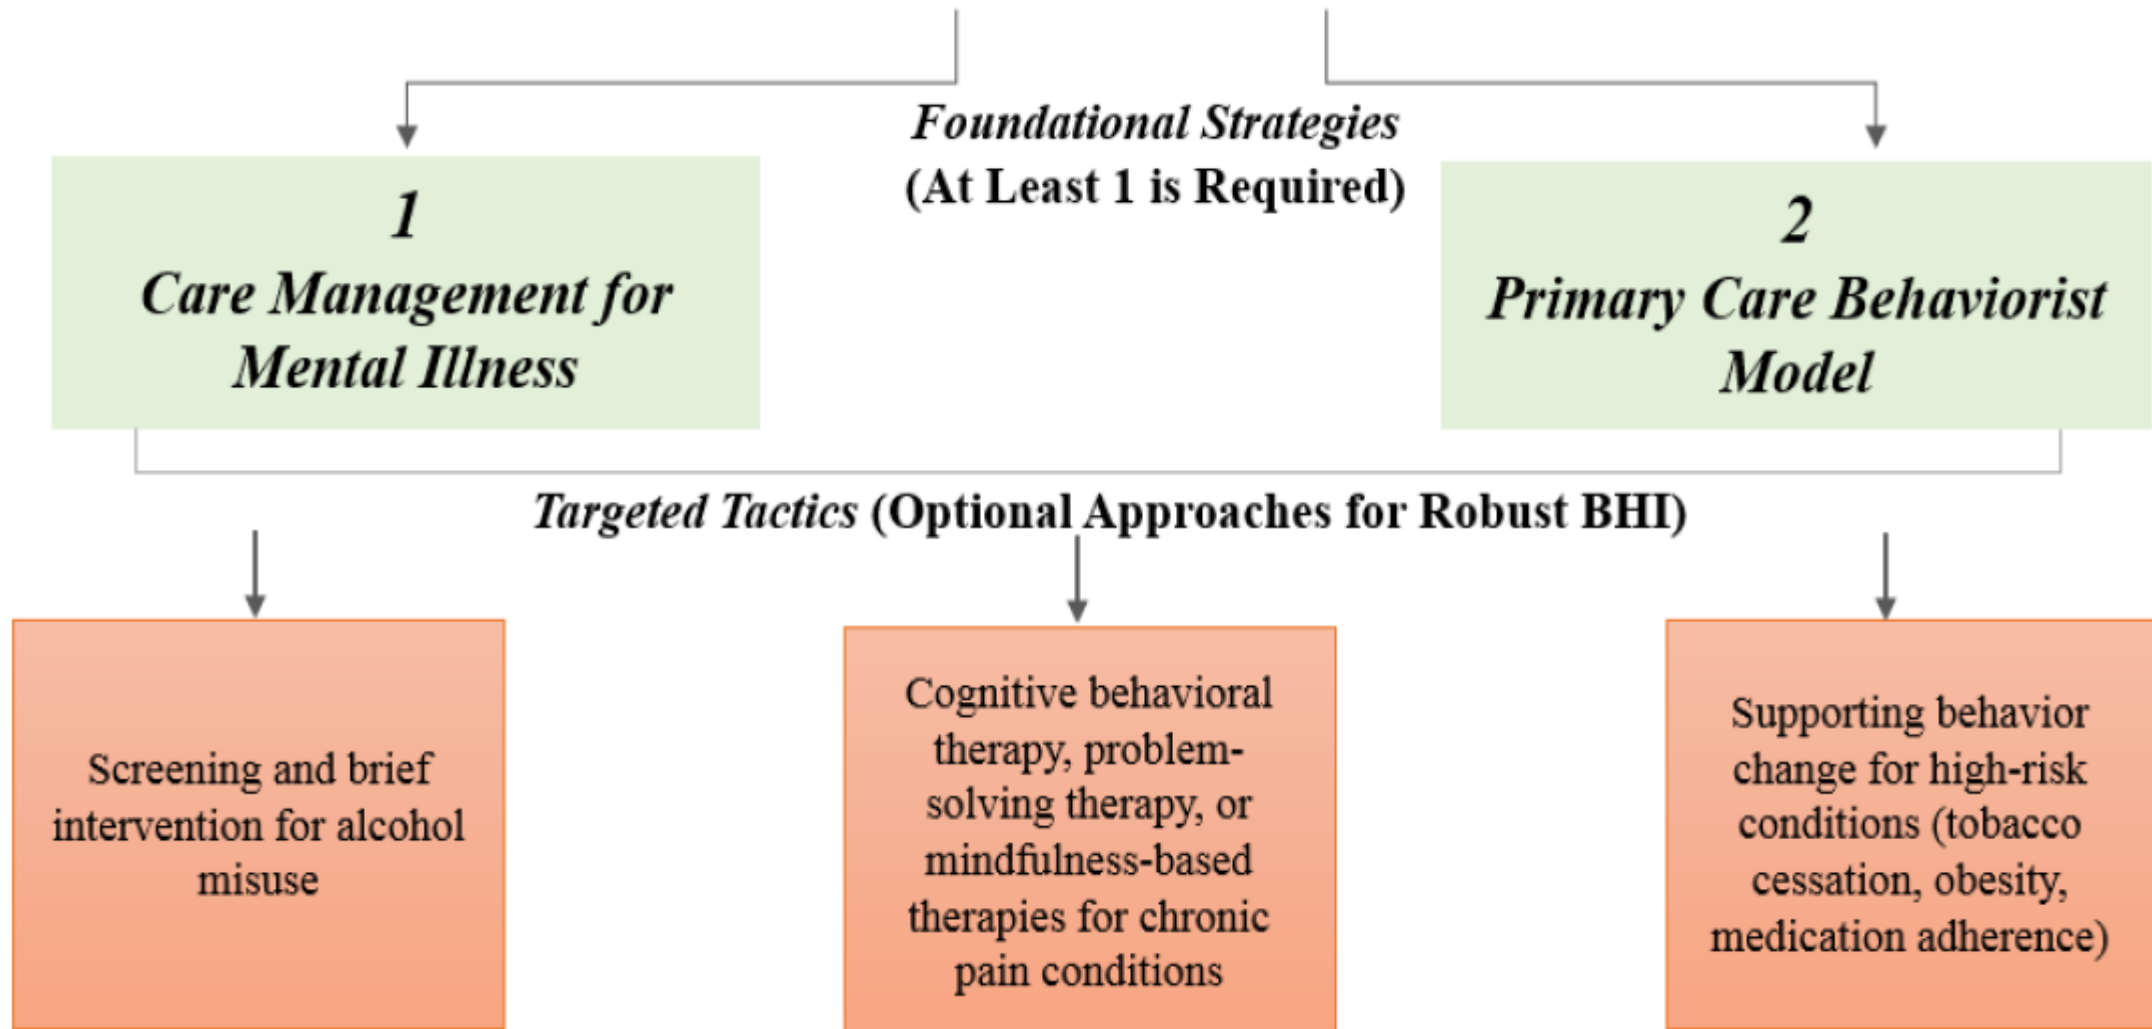 Foundational Strategies
(At Least 1 is Required)
1
Care Management for
Mental Illness
2
Primary Care Behaviorist
Model
Targeted Tactics (Optional Approaches for Robust BHI)
Screening and brief
intervention for alcohol
misuse
Cognitive behavioral
therapy, problem-
solving therapy, or
mindfulness-based
therapies for chronic
pain conditions
Supporting behavior
change for high-risk
conditions (tobacco
cessation, obesity,
medication adherence)